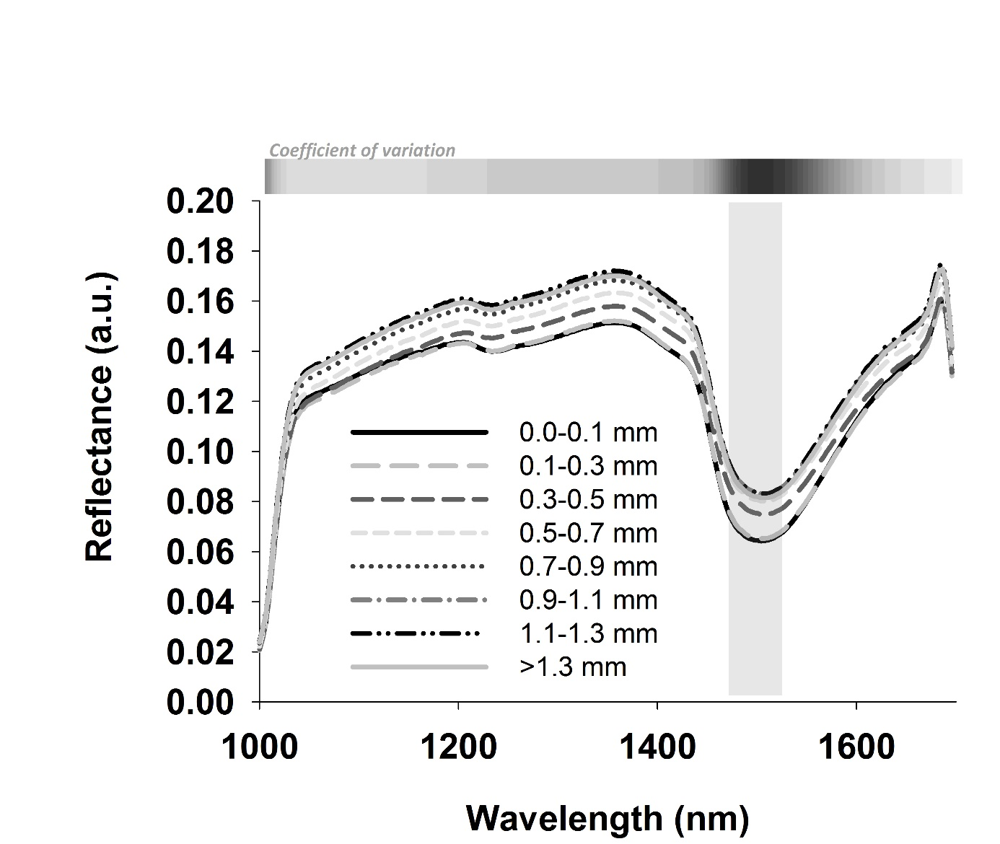 Coefficient of variation
0.20
0.18
0.16
0.14
0.12
0.10
0.08
0.06
0.04
0.02
0.00
Reflectance (a.u.)
0.0-0.1 mm
0.1-0.3 mm
0.3-0.5 mm
0.5-0.7 mm
0.7-0.9 mm
0.9-1.1 mm
1.1-1.3 mm
>1.3 mm
1000 1200 1400 1600
Wavelength (nm)